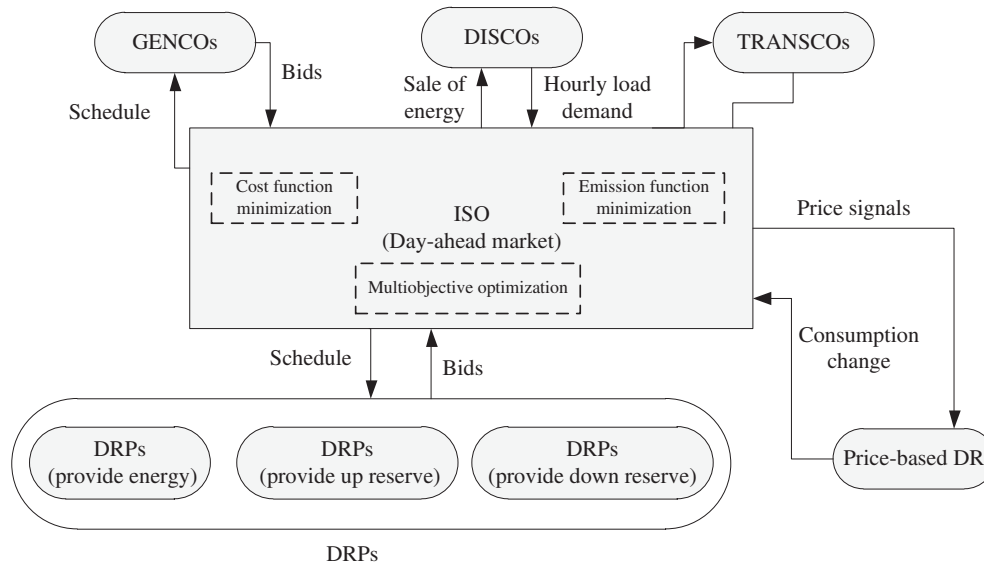 GENCOs
DISCOs
TRANSCOs
Bids
Schedule
Sale of
energy
Hourly load
demand
Cost function
minimization
Emission function
minimization
ISO
(Day-ahead market)
Multiobjective optimization
Price signals
Consumption
change
Schedule
Bids
DRPs
(provide energy)
DRPs
(provide up reserve)
DRPs
(provide down reserve)
Price-based DR
DRPs